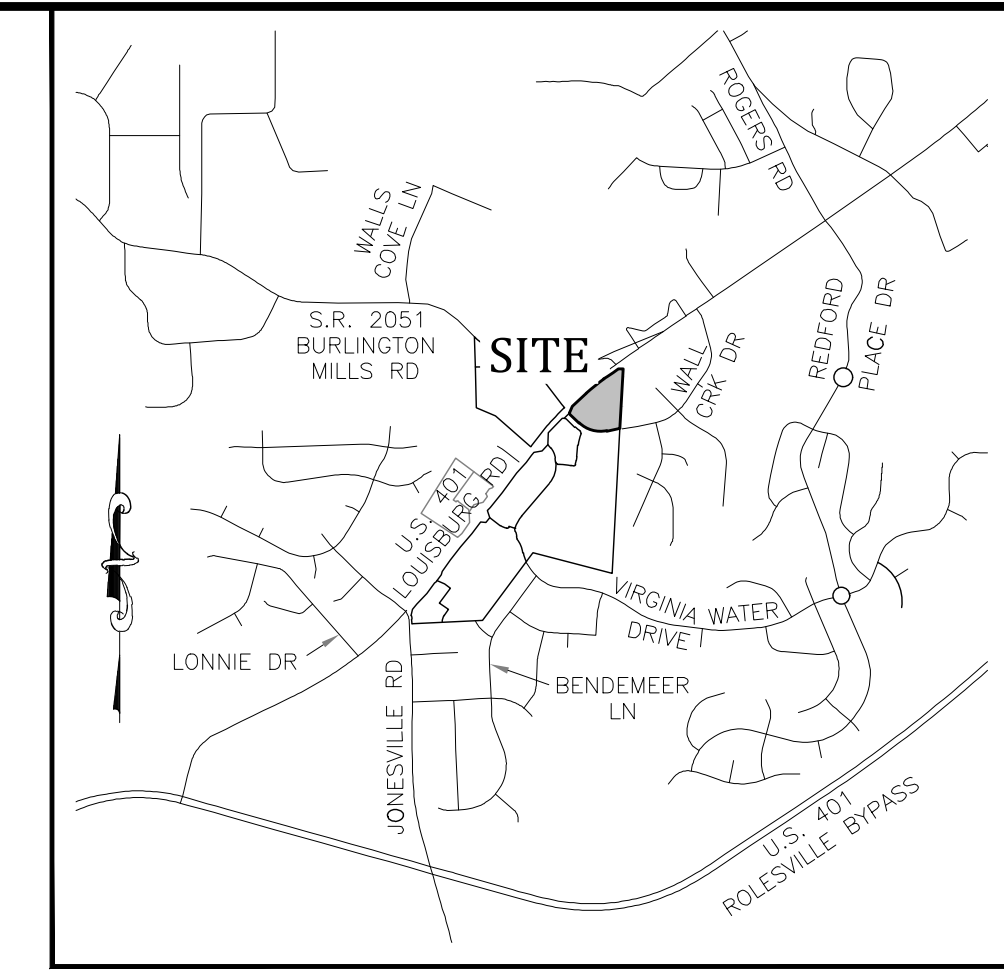 ROGERS RD
WALLS
COVE LN
S.R. 2051
BURLINGTON
MILLS RD
SITE
WALL
CRK DR
REDFORD
PLACE DR
U.S. 401
LOUISBURG RD
VIRGINIA WATER
DRIVE
LONNIE DR
BENDEMEER
LN
JONESVILLE RD
U.S. 401
ROLESVILLE BYPASS